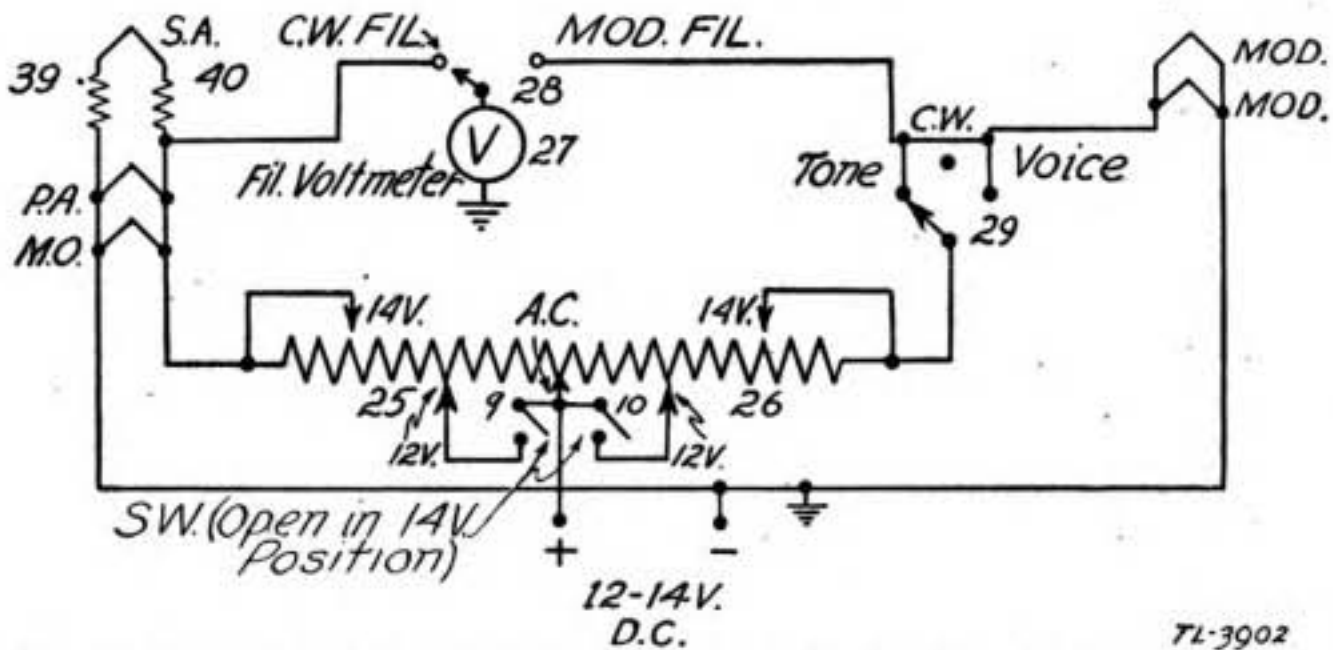 S.A.
C.W. FIL.
MOD. FIL.
39
40
28
MOD.
MOD.
C.W.
V
27
Fil. Voltmeter
Tone
Voice
P.A.
29
M.O.
14V.
A.C.
14V.
25
9
10
26
12V.
12V.
SW. (Open in 14V.
Position)
+
-
12-14V.
D.C.
TL-3902